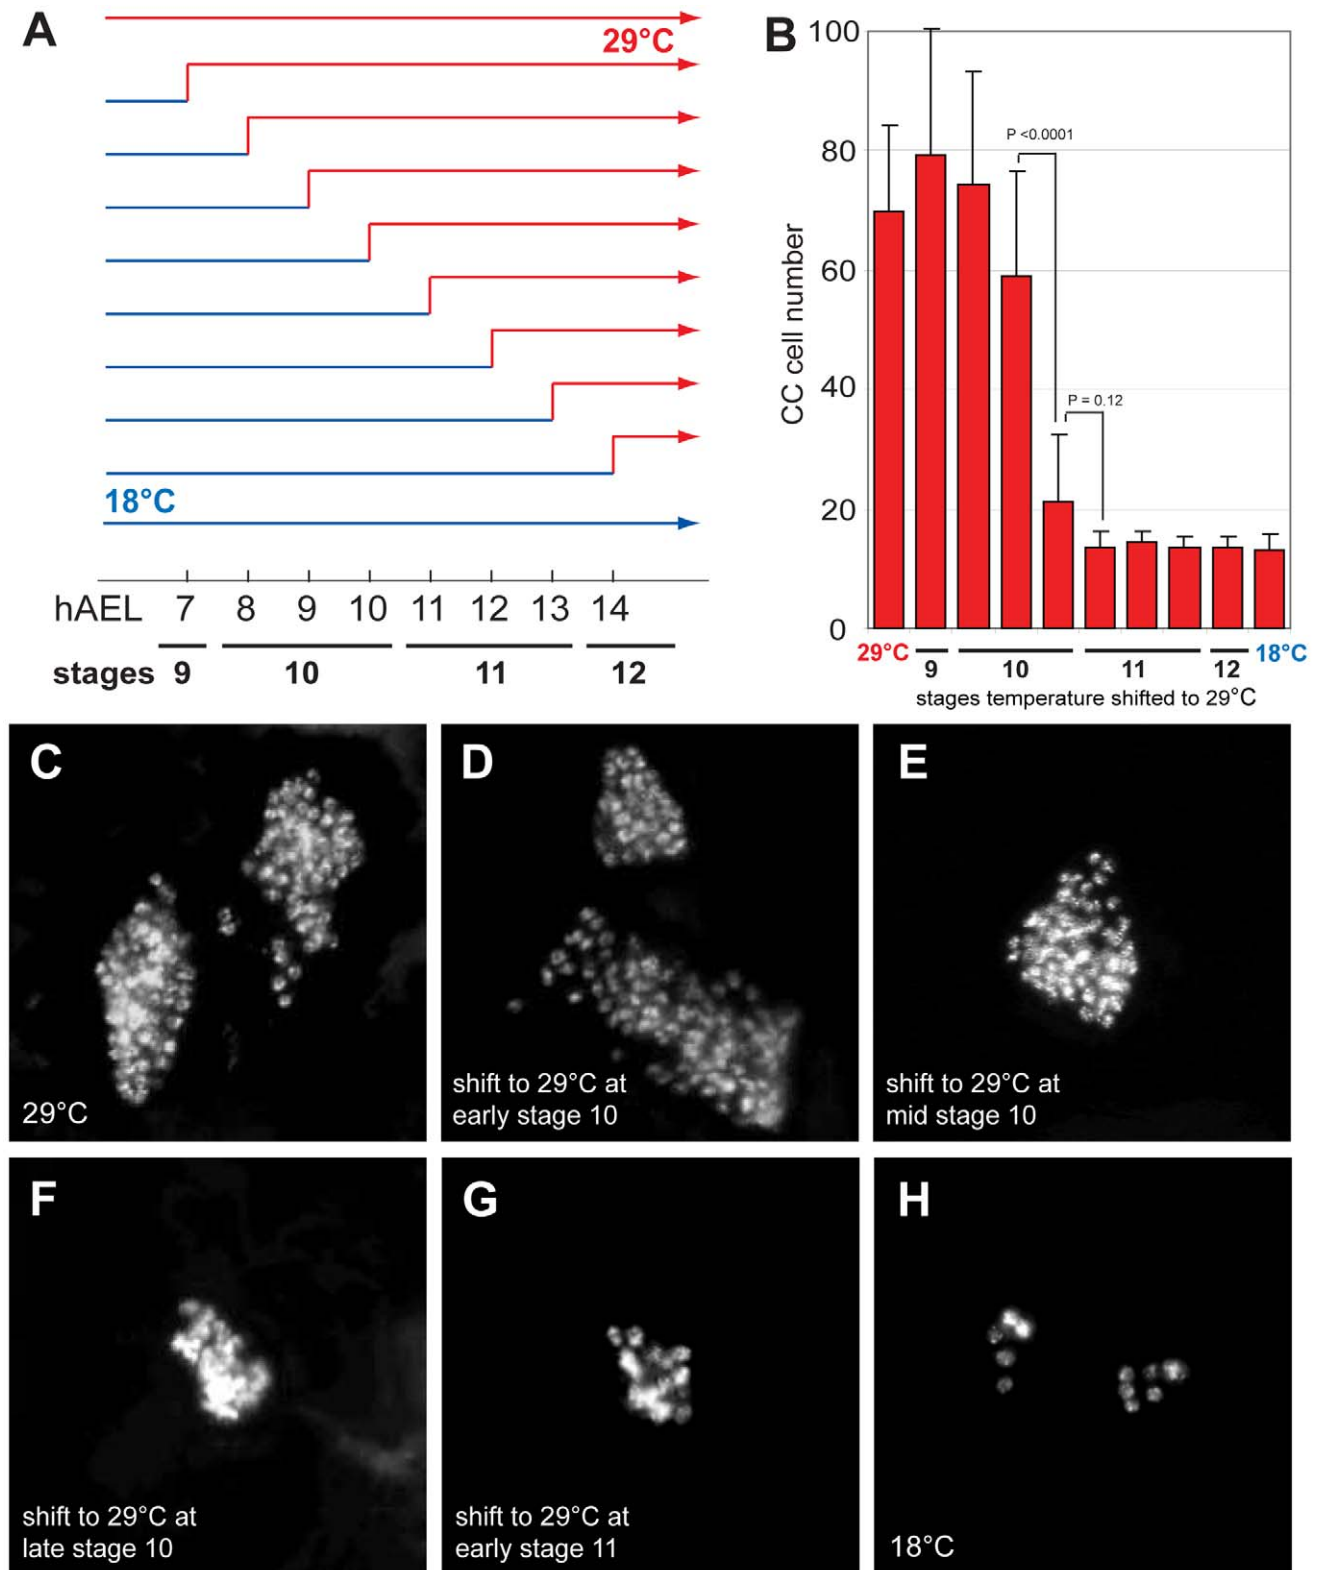 A
29°C
18°C
hAEL 7 8 9 10 11 12 13 14
stages 9 10 11 12
B
CC cell number
100
80
60
40
20
0
P <0.0001
P = 0.12
29°C 9 10 11 12 18°C
stages temperature shifted to 29°C
C
29°C
D
shift to 29°C at
early stage 10
E
shift to 29°C at
mid stage 10
F
shift to 29°C at
late stage 10
G
shift to 29°C at
early stage 11
H
18°C